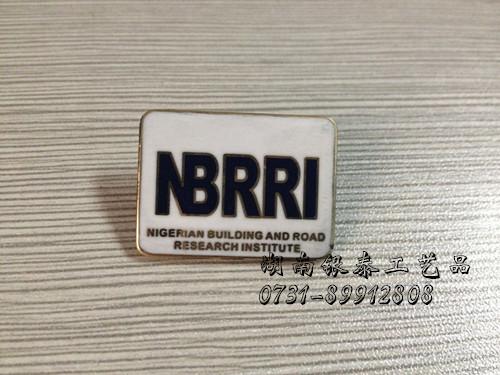 NBRRI
NIGERIAN BUILDING AND ROAD
RESEARCH INSTITUTE
湖南银泰工艺品
0731-89912808